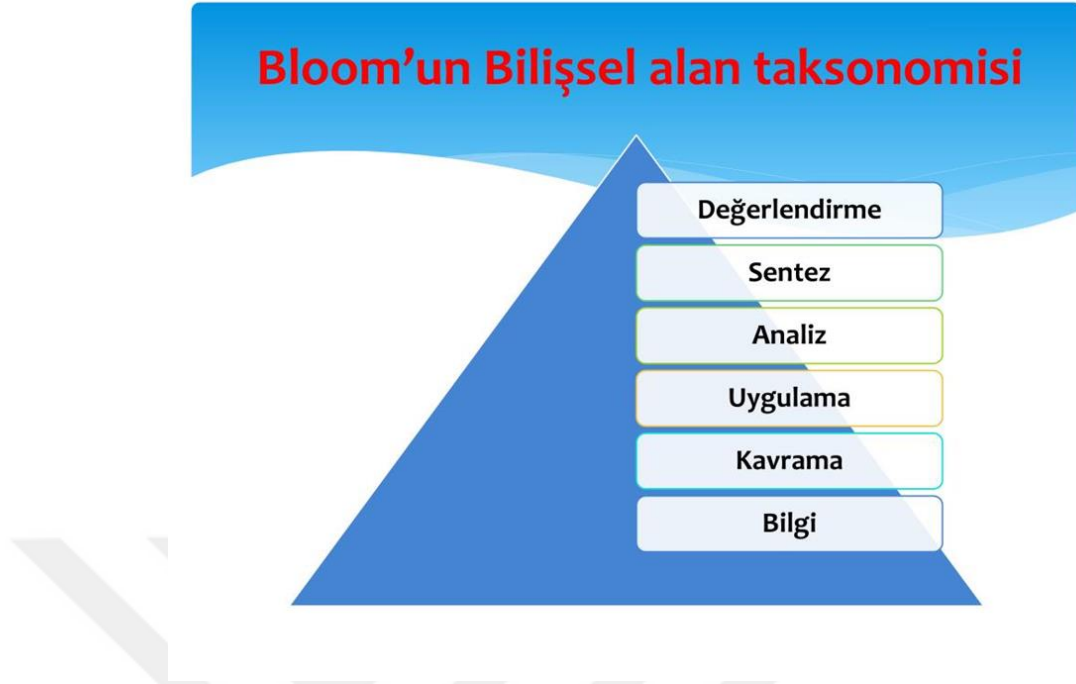 Bloom’un Bilişsel alan taksonomisi
Değerlendirme
Sentez
Analiz
Uygulama
Kavrama
Bilgi